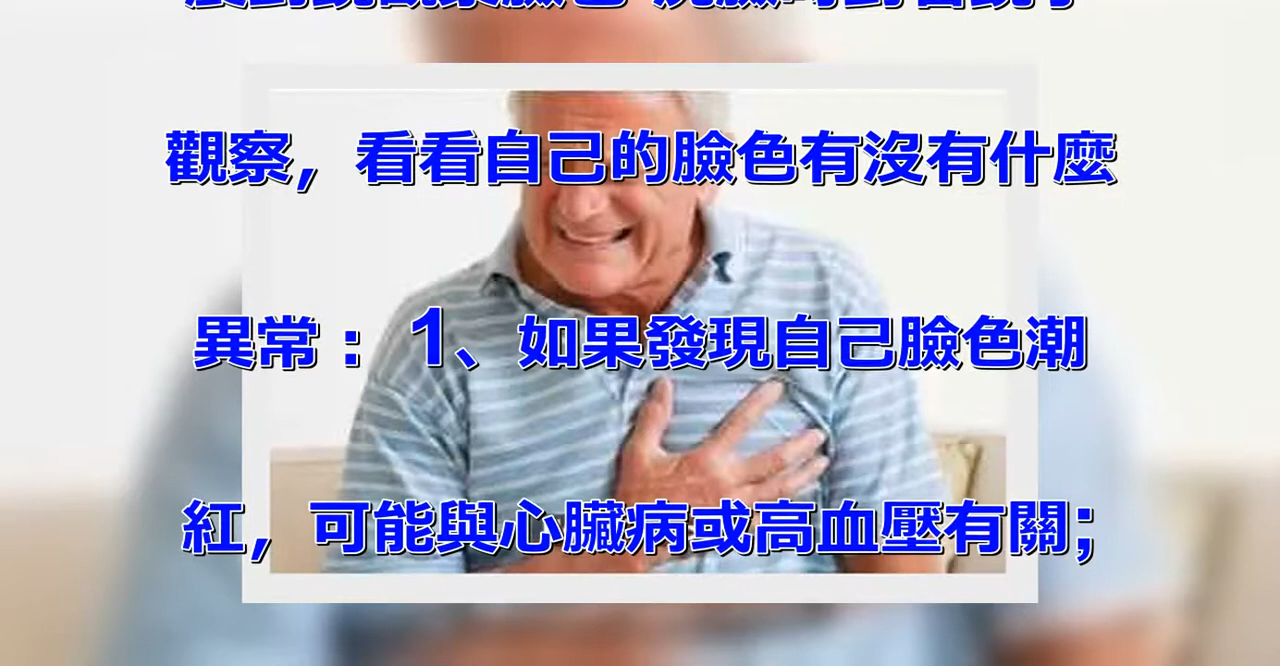 觀察，看看自己的臉色有沒有什麼
異常：1、如果發現自己臉色潮
紅，可能與心臟病或高血壓有關；